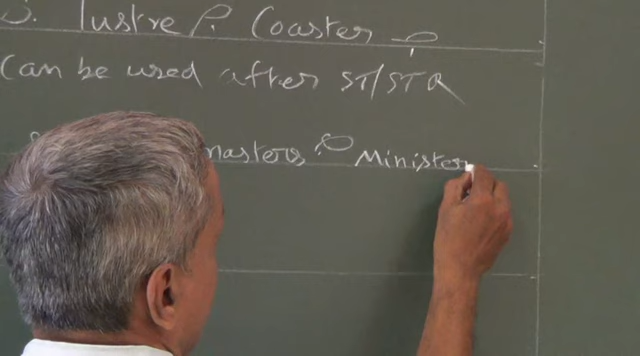 lustre P. Coaster
can be used after ST/STR
masters Minister